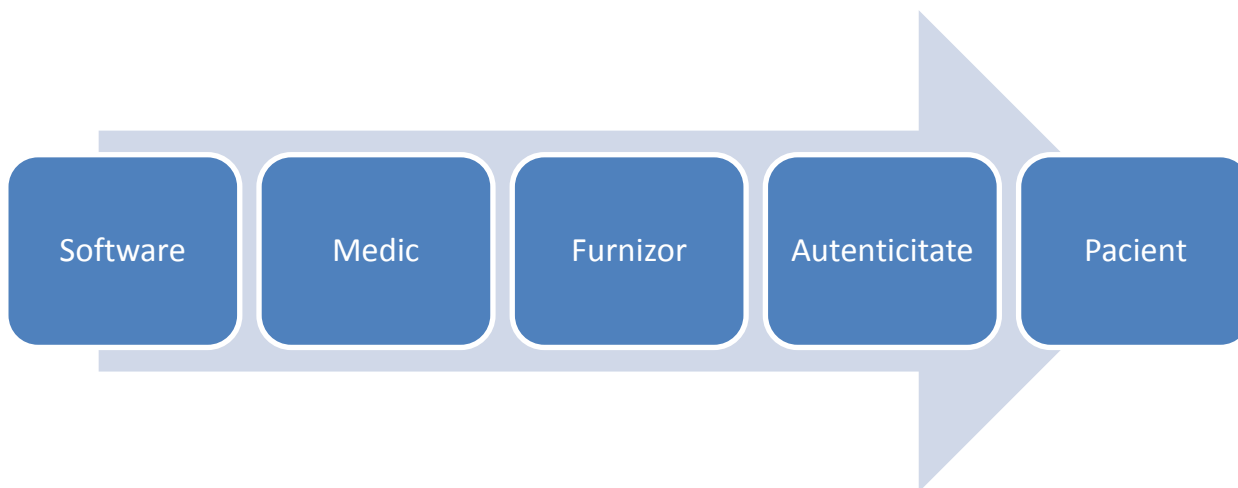 Software
Medic
Furnizor
Autenticitate
Pacient